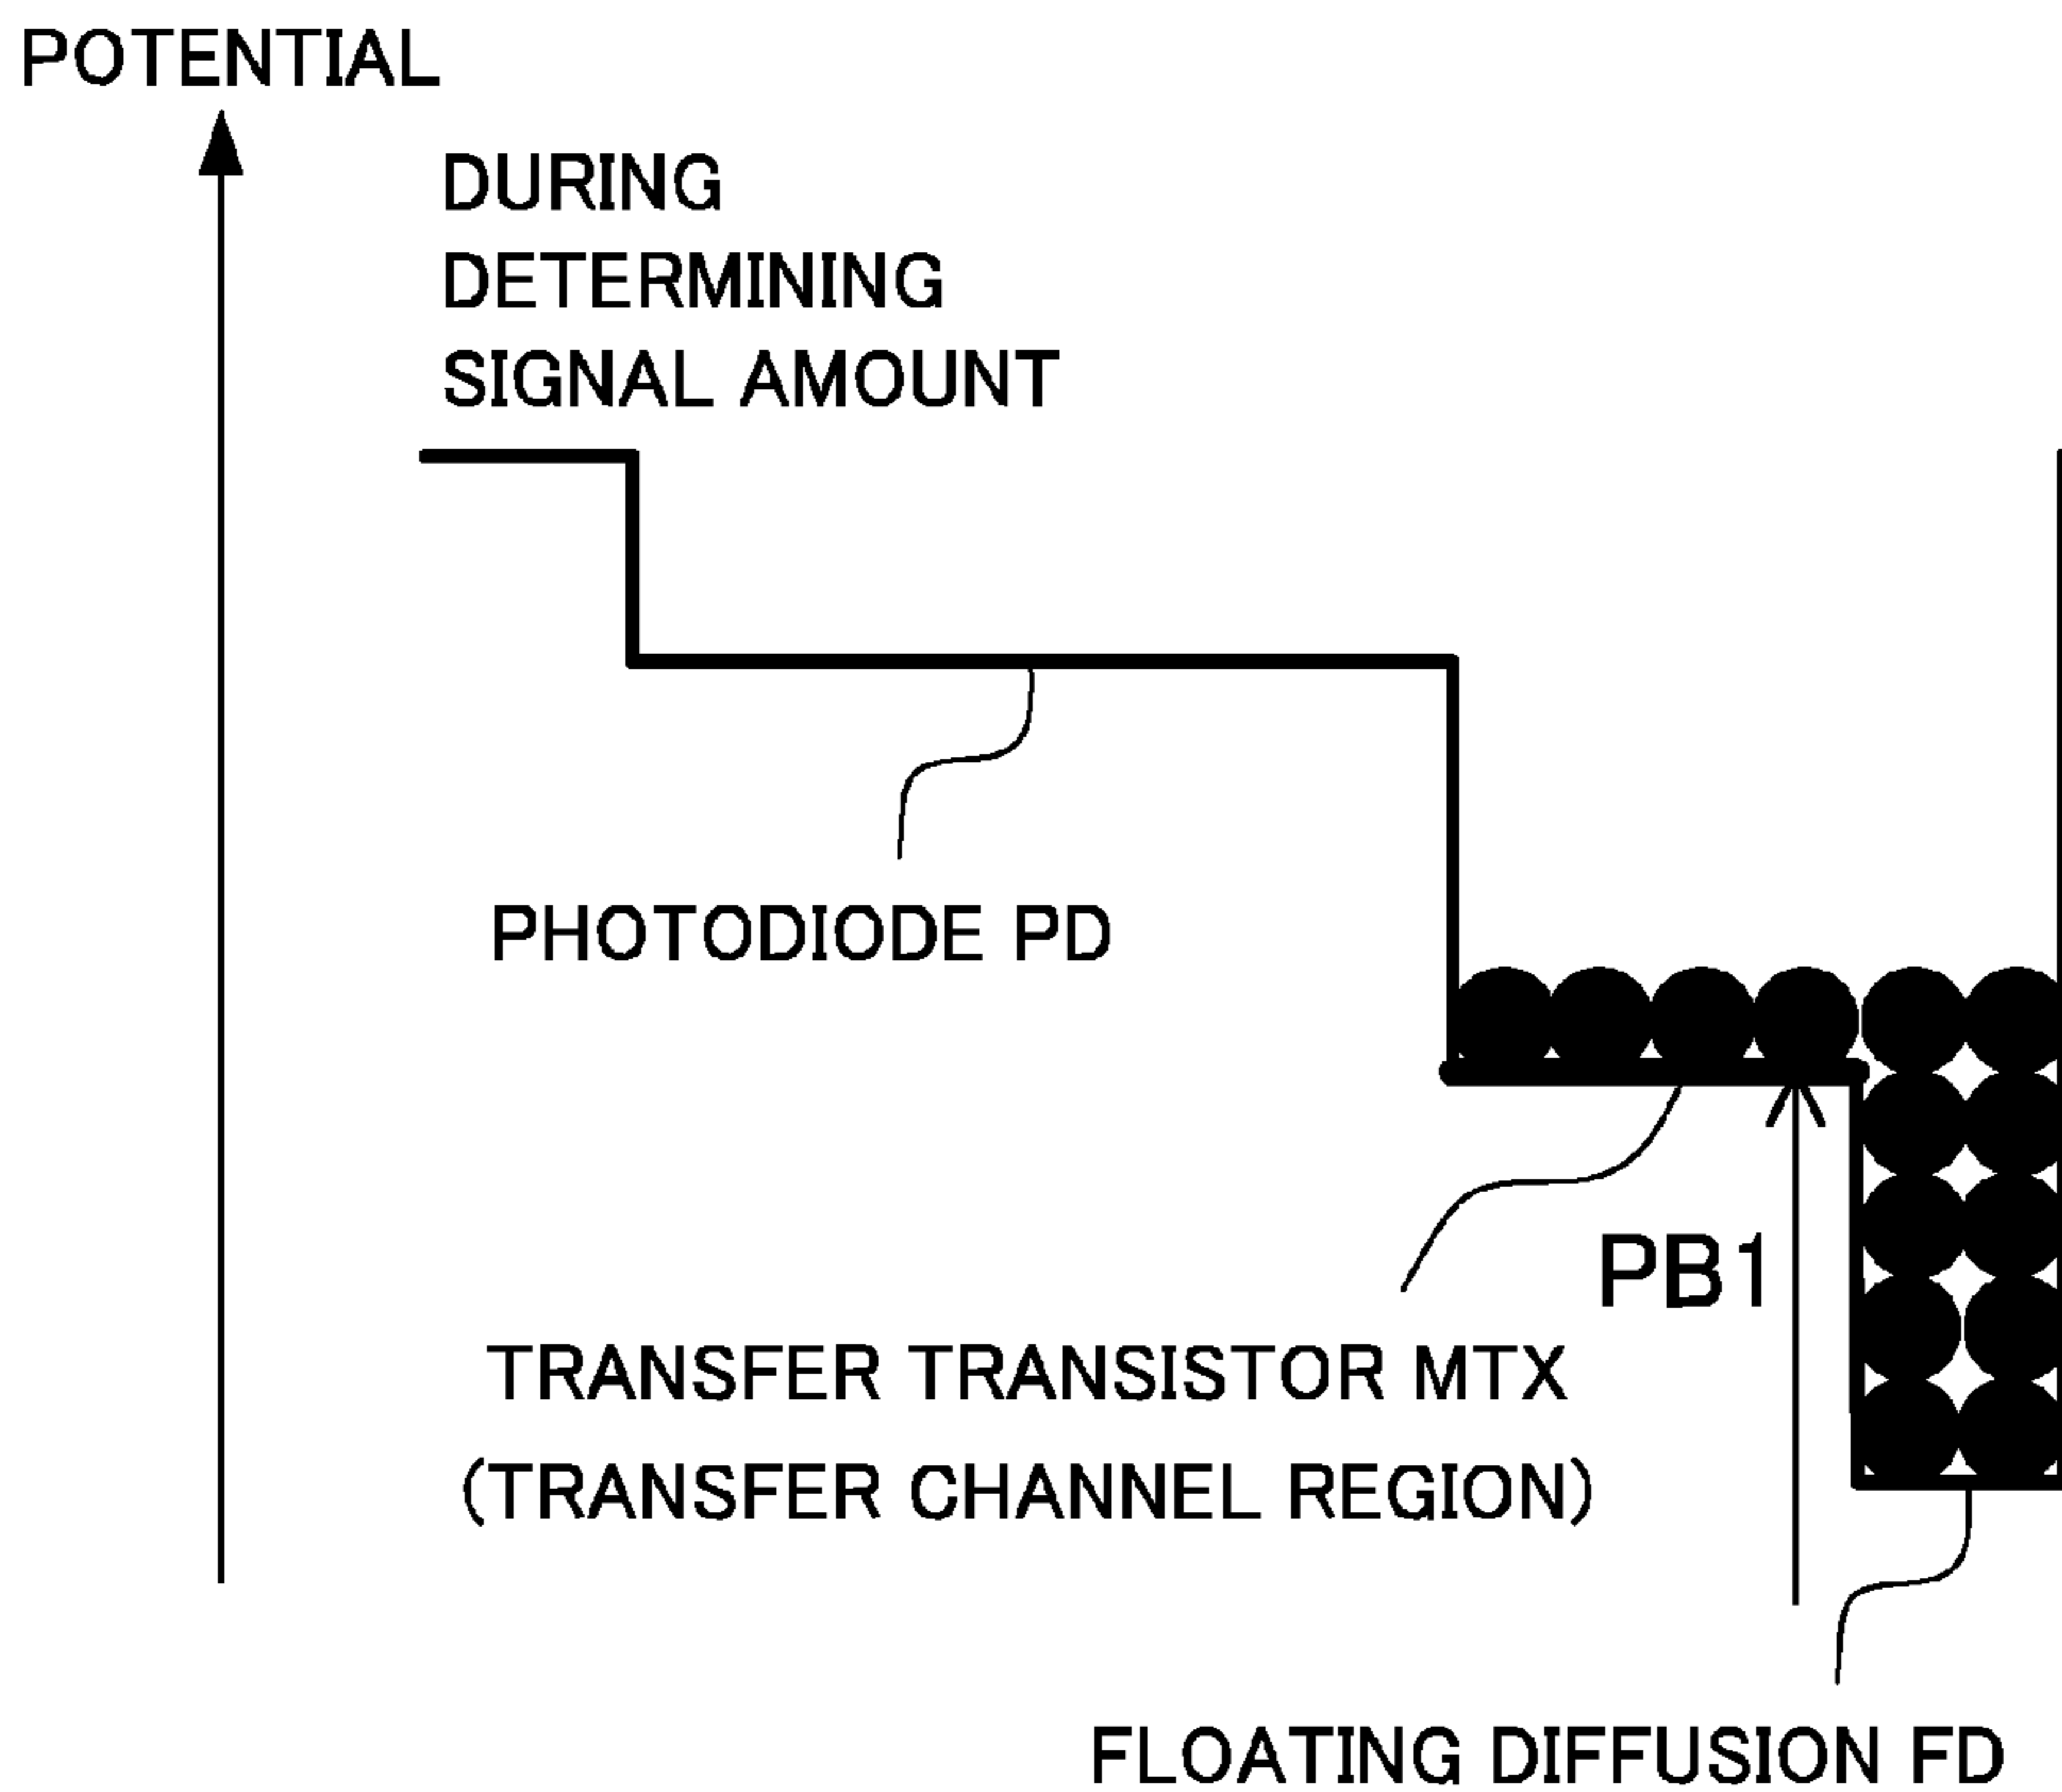 POTENTIAL
DURING
DETERMINING
SIGNAL AMOUNT
PHOTODIODE PD
PB1
TRANSFER TRANSISTOR MTX
(TRANSFER CHANNEL REGION)
FLOATING DIFFUSION FD